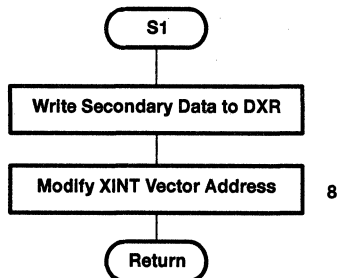 S1
Write Secondary Data to DXR
Modify XINT Vector Address 8
Return